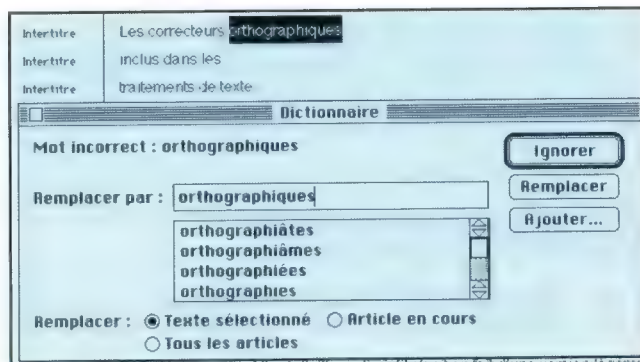 Intertitre Les correcteurs orthographiques
Intertitre inclus dans les
Intertitre traitements de texte
Dictionnaire
Mot incorrect : orthographiques
Ignorer
Remplacer par : orthographiques
Remplacer
Ajouter...
orthographiâtes
orthographiâmes
orthographiées
orthographies
Remplacer : Texte sélectionné Article en cours
Tous les articles